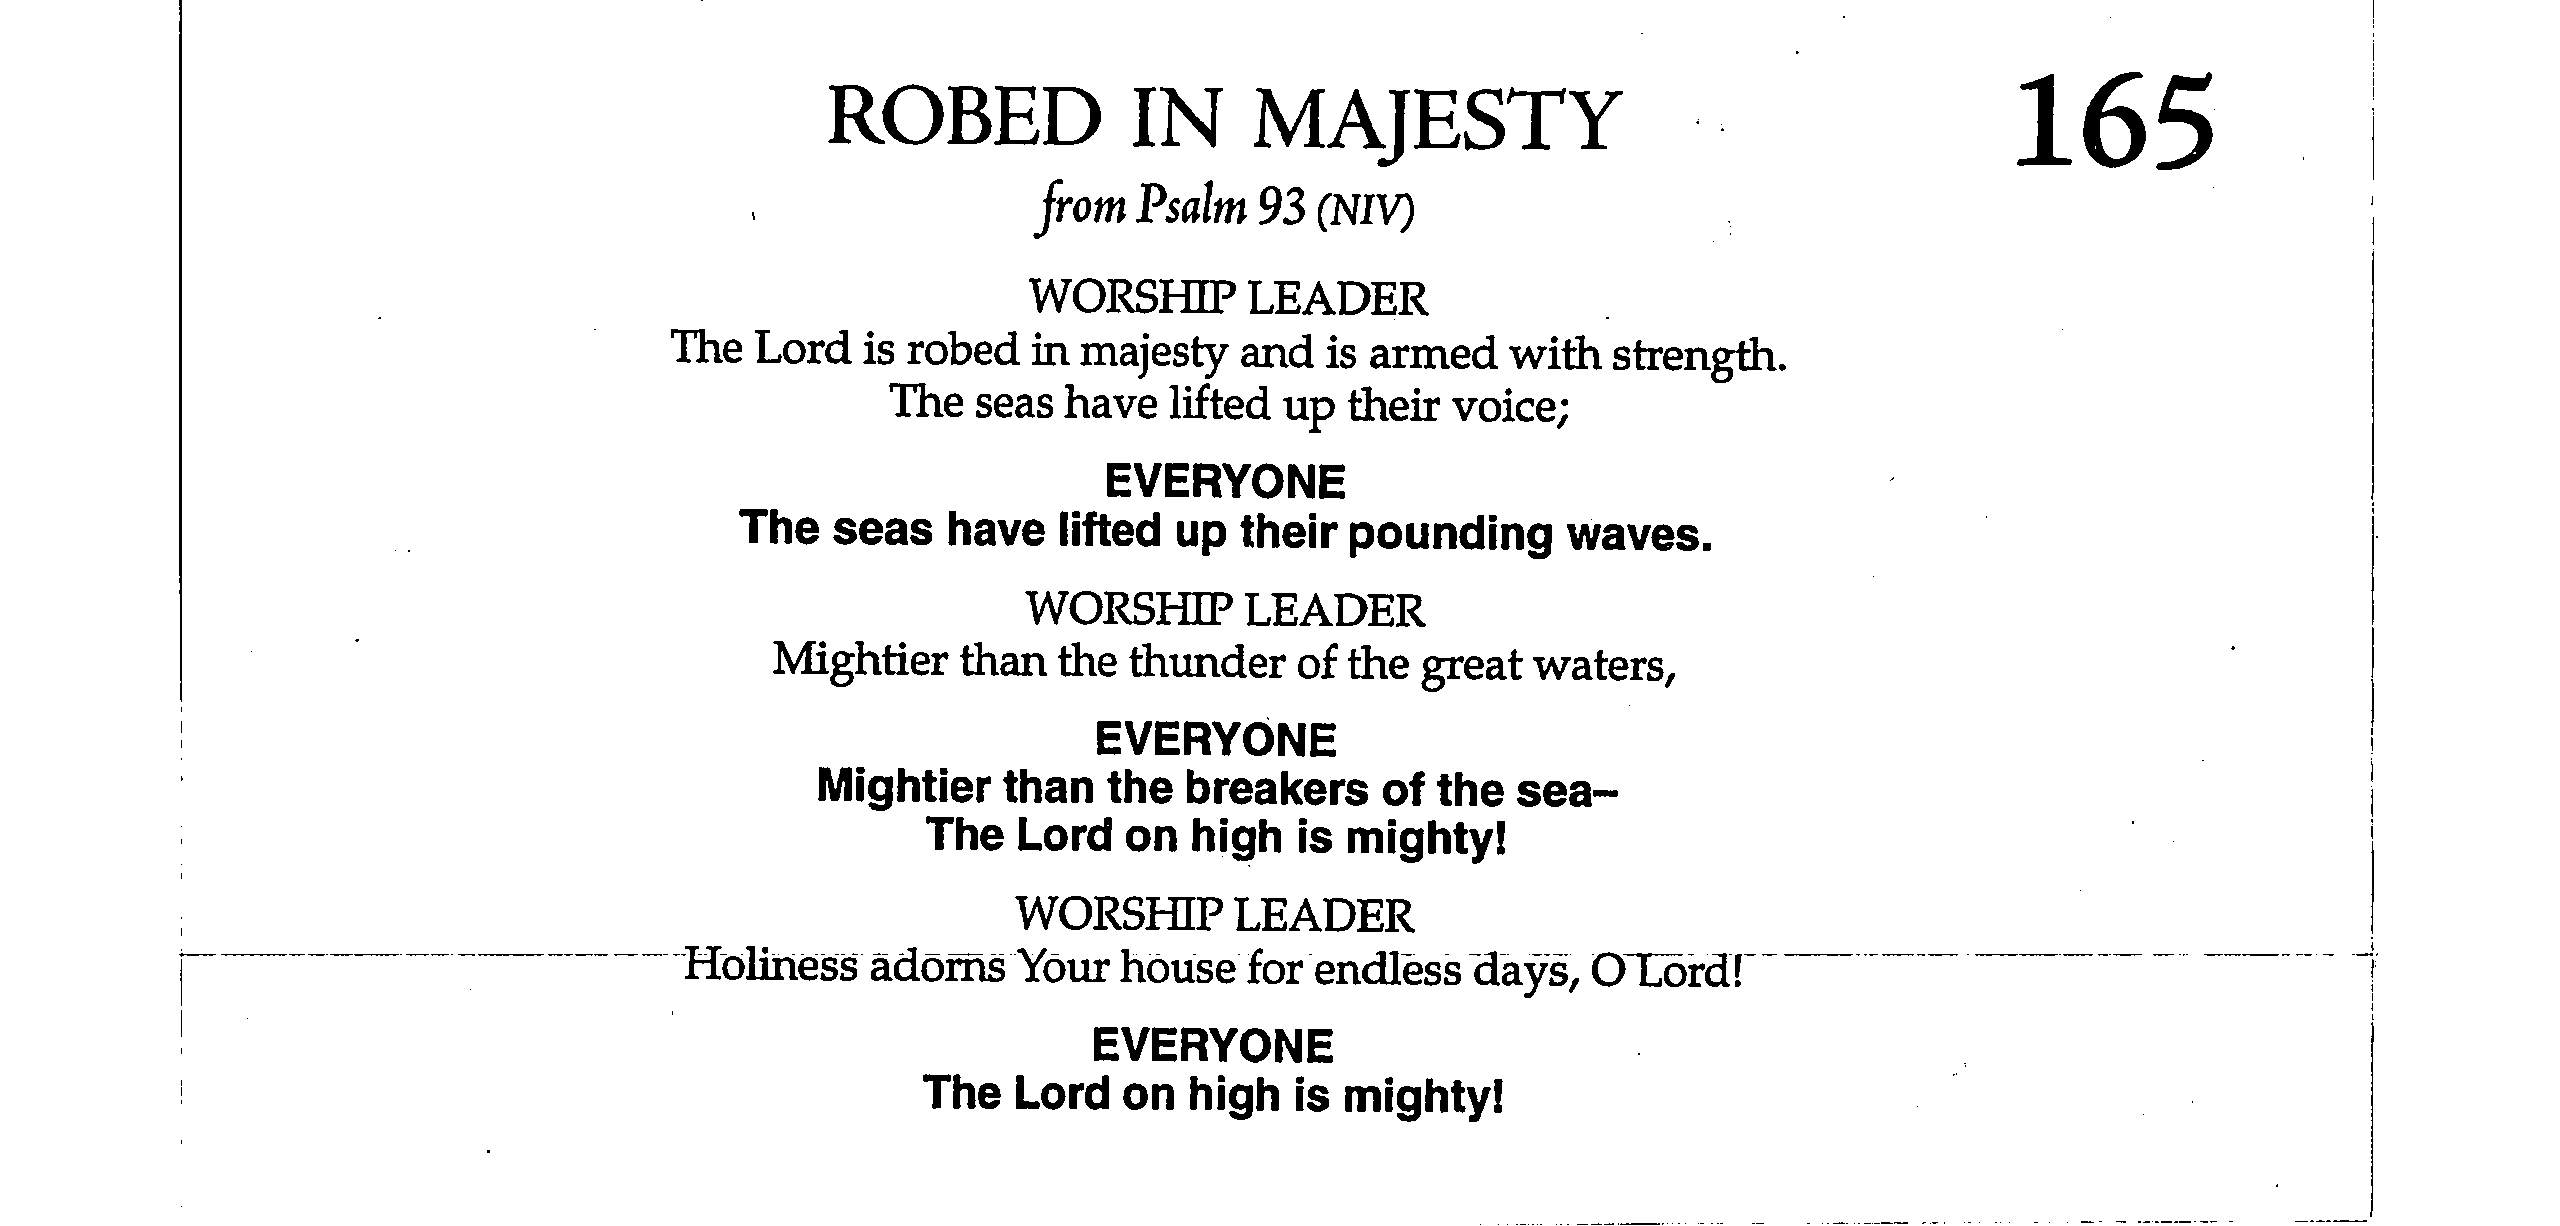 ROBED IN MAJESTY 165
from Psalm 93 (NIV)
WORSHIP LEADER
The Lord is robed in majesty and is armed with strength.
The seas have lifted up their voice;
EVERYONE
The seas have lifted up their pounding waves.
WORSHIP LEADER
Mightier than the thunder of the great waters,
EVERYONE
Mightier than the breakers of the sea–
The Lord on high is mighty!
WORSHIP LEADER
Holiness adorns Your house for endless days, O Lord!
EVERYONE
The Lord on high is mighty!